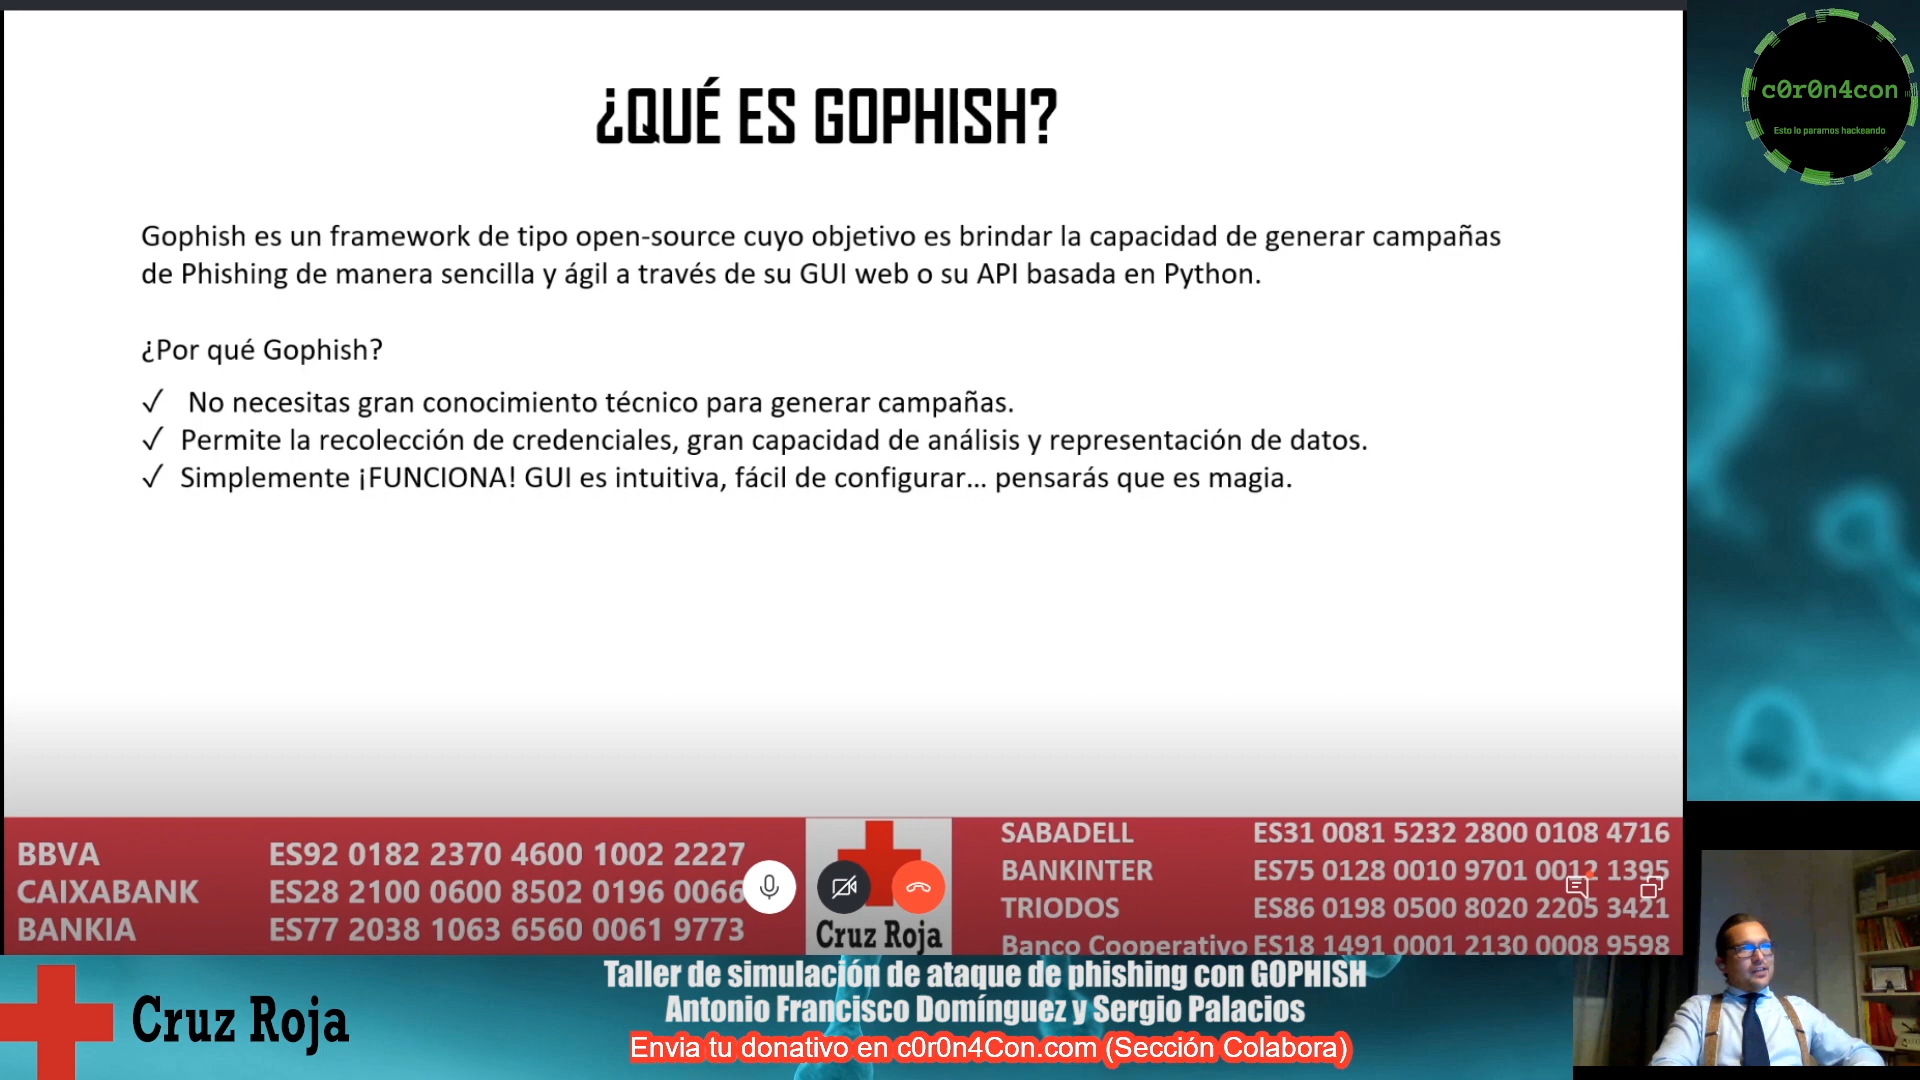 ¿QUÉ ES GOPHISH?
Gophish es un framework de tipo open-source cuyo objetivo es brindar la capacidad de generar campañas
de Phishing de manera sencilla y ágil a través de su GUI web o su API basada en Python.
¿Por qué Gophish?
✓ No necesitas gran conocimiento técnico para generar campañas.
✓ Permite la recolección de credenciales, gran capacidad de análisis y representación de datos.
✓ Simplemente ¡FUNCIONA! GUI es intuitiva, fácil de configurar... pensarás que es magia.
c0r0n4con
Esto lo paramos hackeando
BBVA ES92 0182 2370 4600 1002 2227
CAIXABANK ES28 2100 0600 8502 0196 0066
BANKIA ES77 2038 1063 6560 0061 9773
Cruz Roja
SABADELL ES31 0081 5232 2800 0108 4716
BANKINTER ES75 0128 0010 9701 0012 1395
TRIODOS ES86 0198 0500 8020 2205 3421
Banco Cooperativo ES18 1491 0001 2130 0008 9598
Cruz Roja
Taller de simulación de ataque de phishing con GOPHISH
Antonio Francisco Domínguez y Sergio Palacios
Envia tu donativo en c0r0n4Con.com (Sección Colabora)